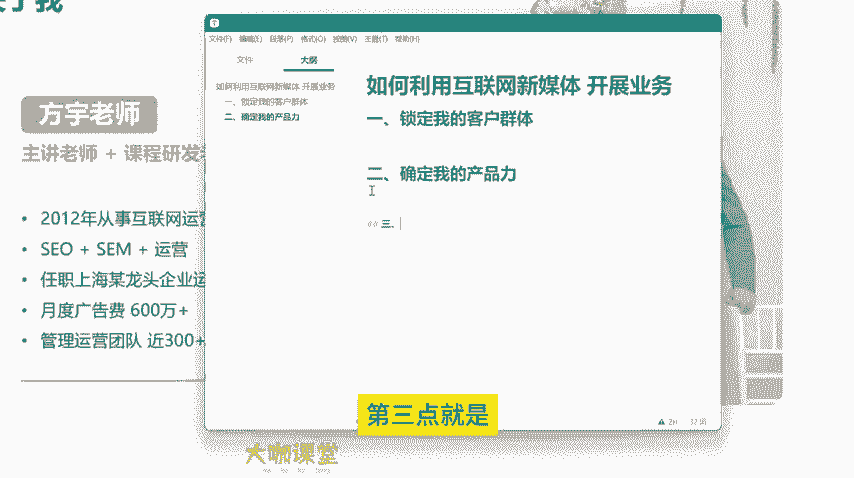 关于我
方宇老师
主讲老师 + 课程研发
• 2012年从事互联网运营
• SEO + SEM + 运营
• 任职上海某龙头企业运
• 月度广告费 600万+
• 管理运营团队 近300+
文件(F) 编辑(E) 段落(P) 格式(O) 视图(V) 主题(T) 帮助(H)
文件 大纲
如何利用互联网新媒体 开展业务
一、锁定我的客户群体
二、确定我的产品力
如何利用互联网新媒体 开展业务
一、锁定我的客户群体
二、确定我的产品力
## 三、
32 词
第三点就是
大咖课堂